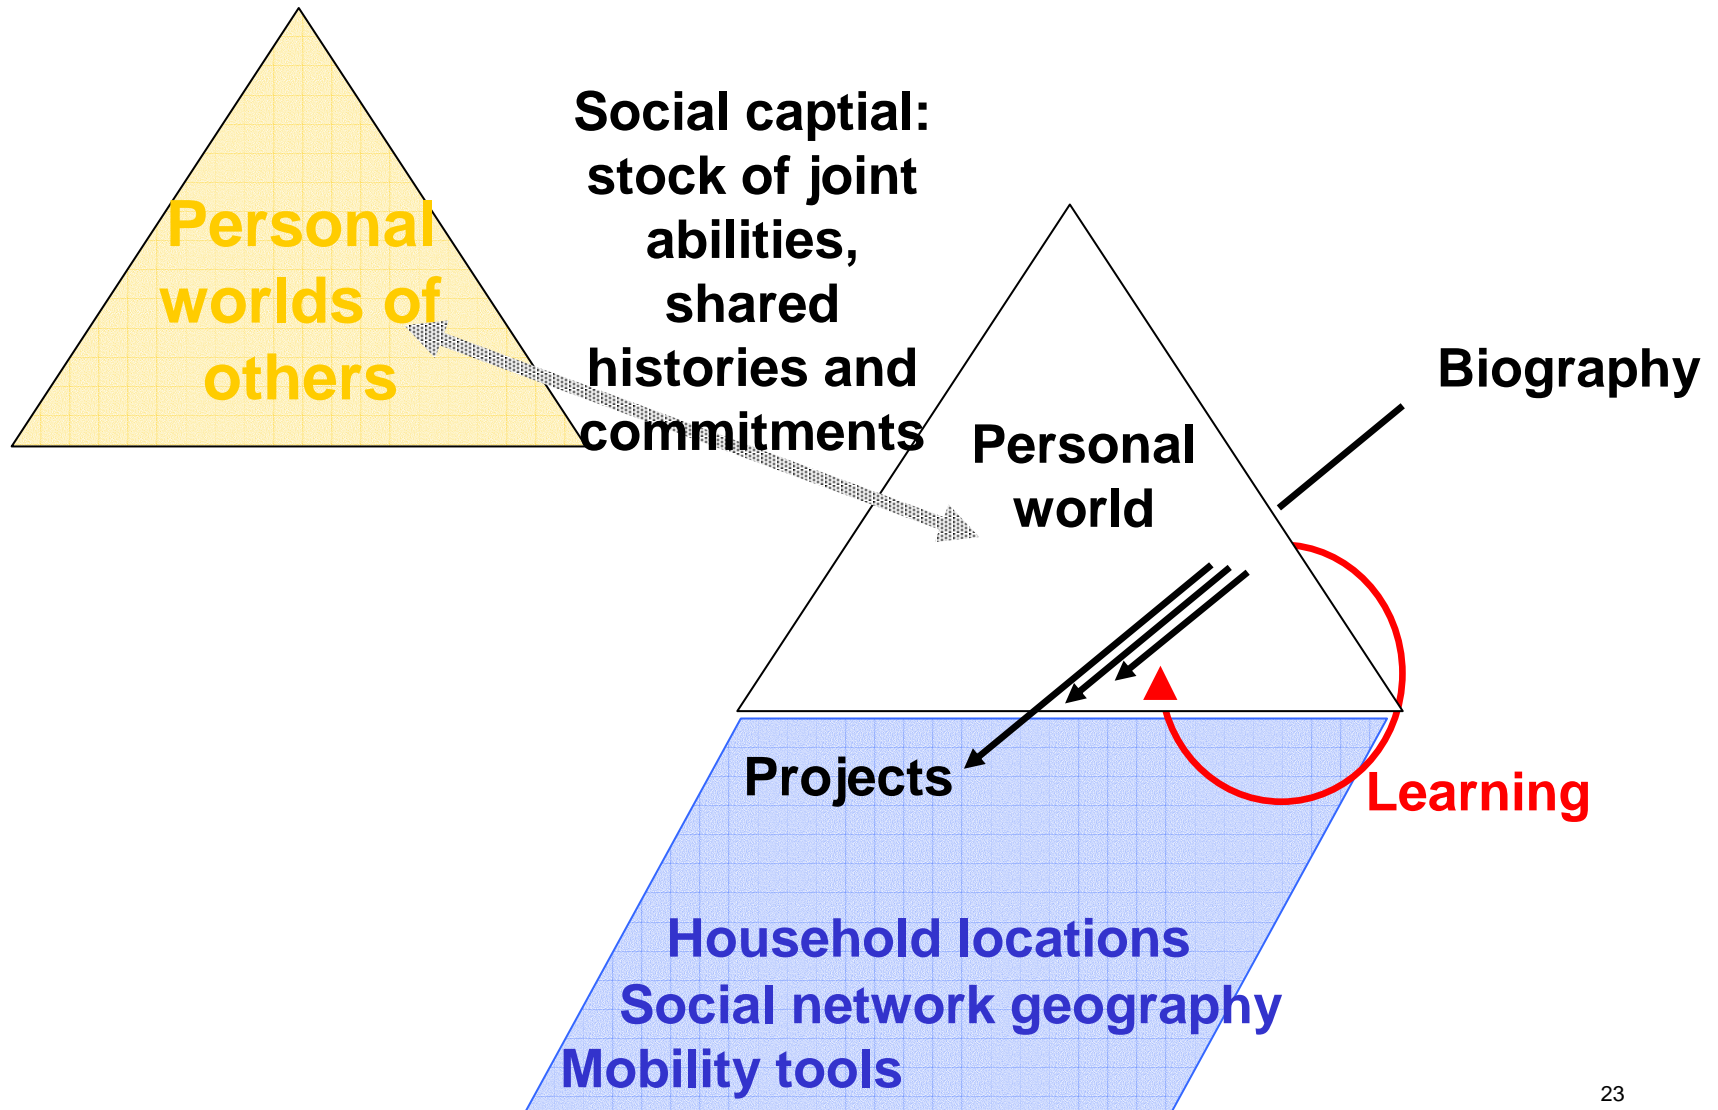 Personal
worlds of
others
Social captial:
stock of joint
abilities,
shared
histories and
commitments
Personal
world
Biography
Projects
Learning
Household locations
Social network geography
Mobility tools
23